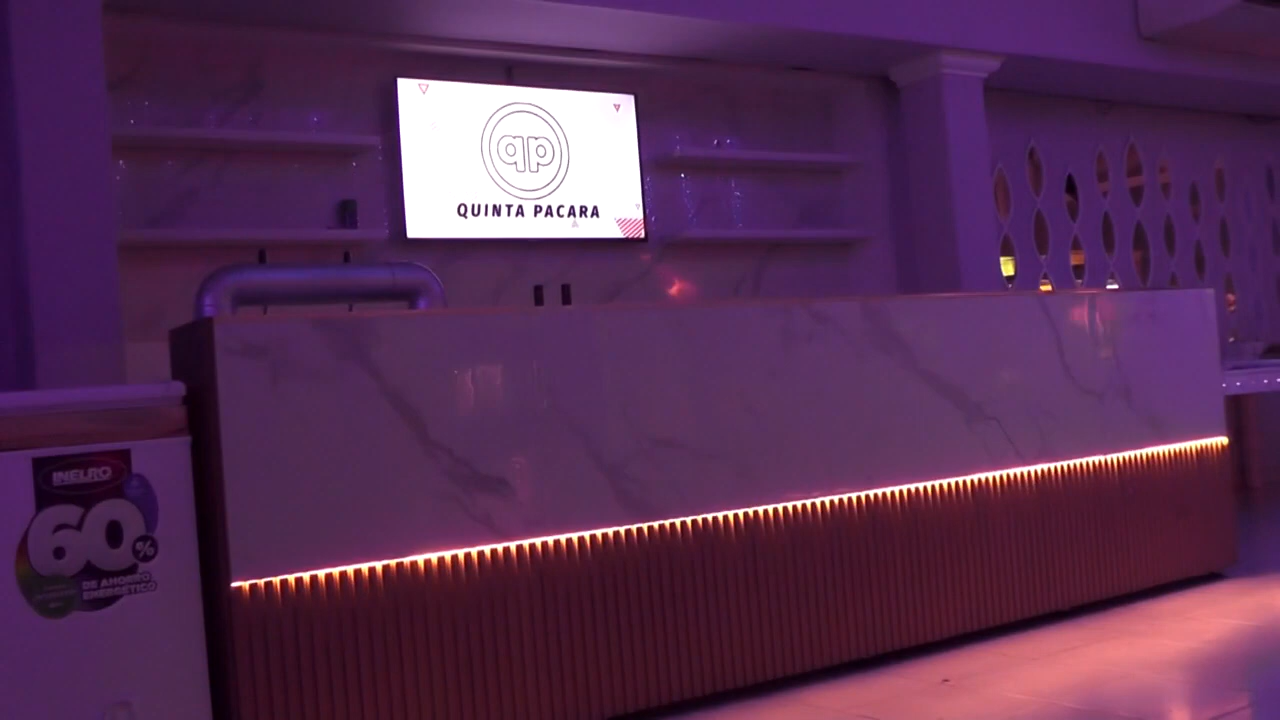 qp
QUINTA PACARA
INELRO
60%
DE AHORRO
ENERGÉTICO